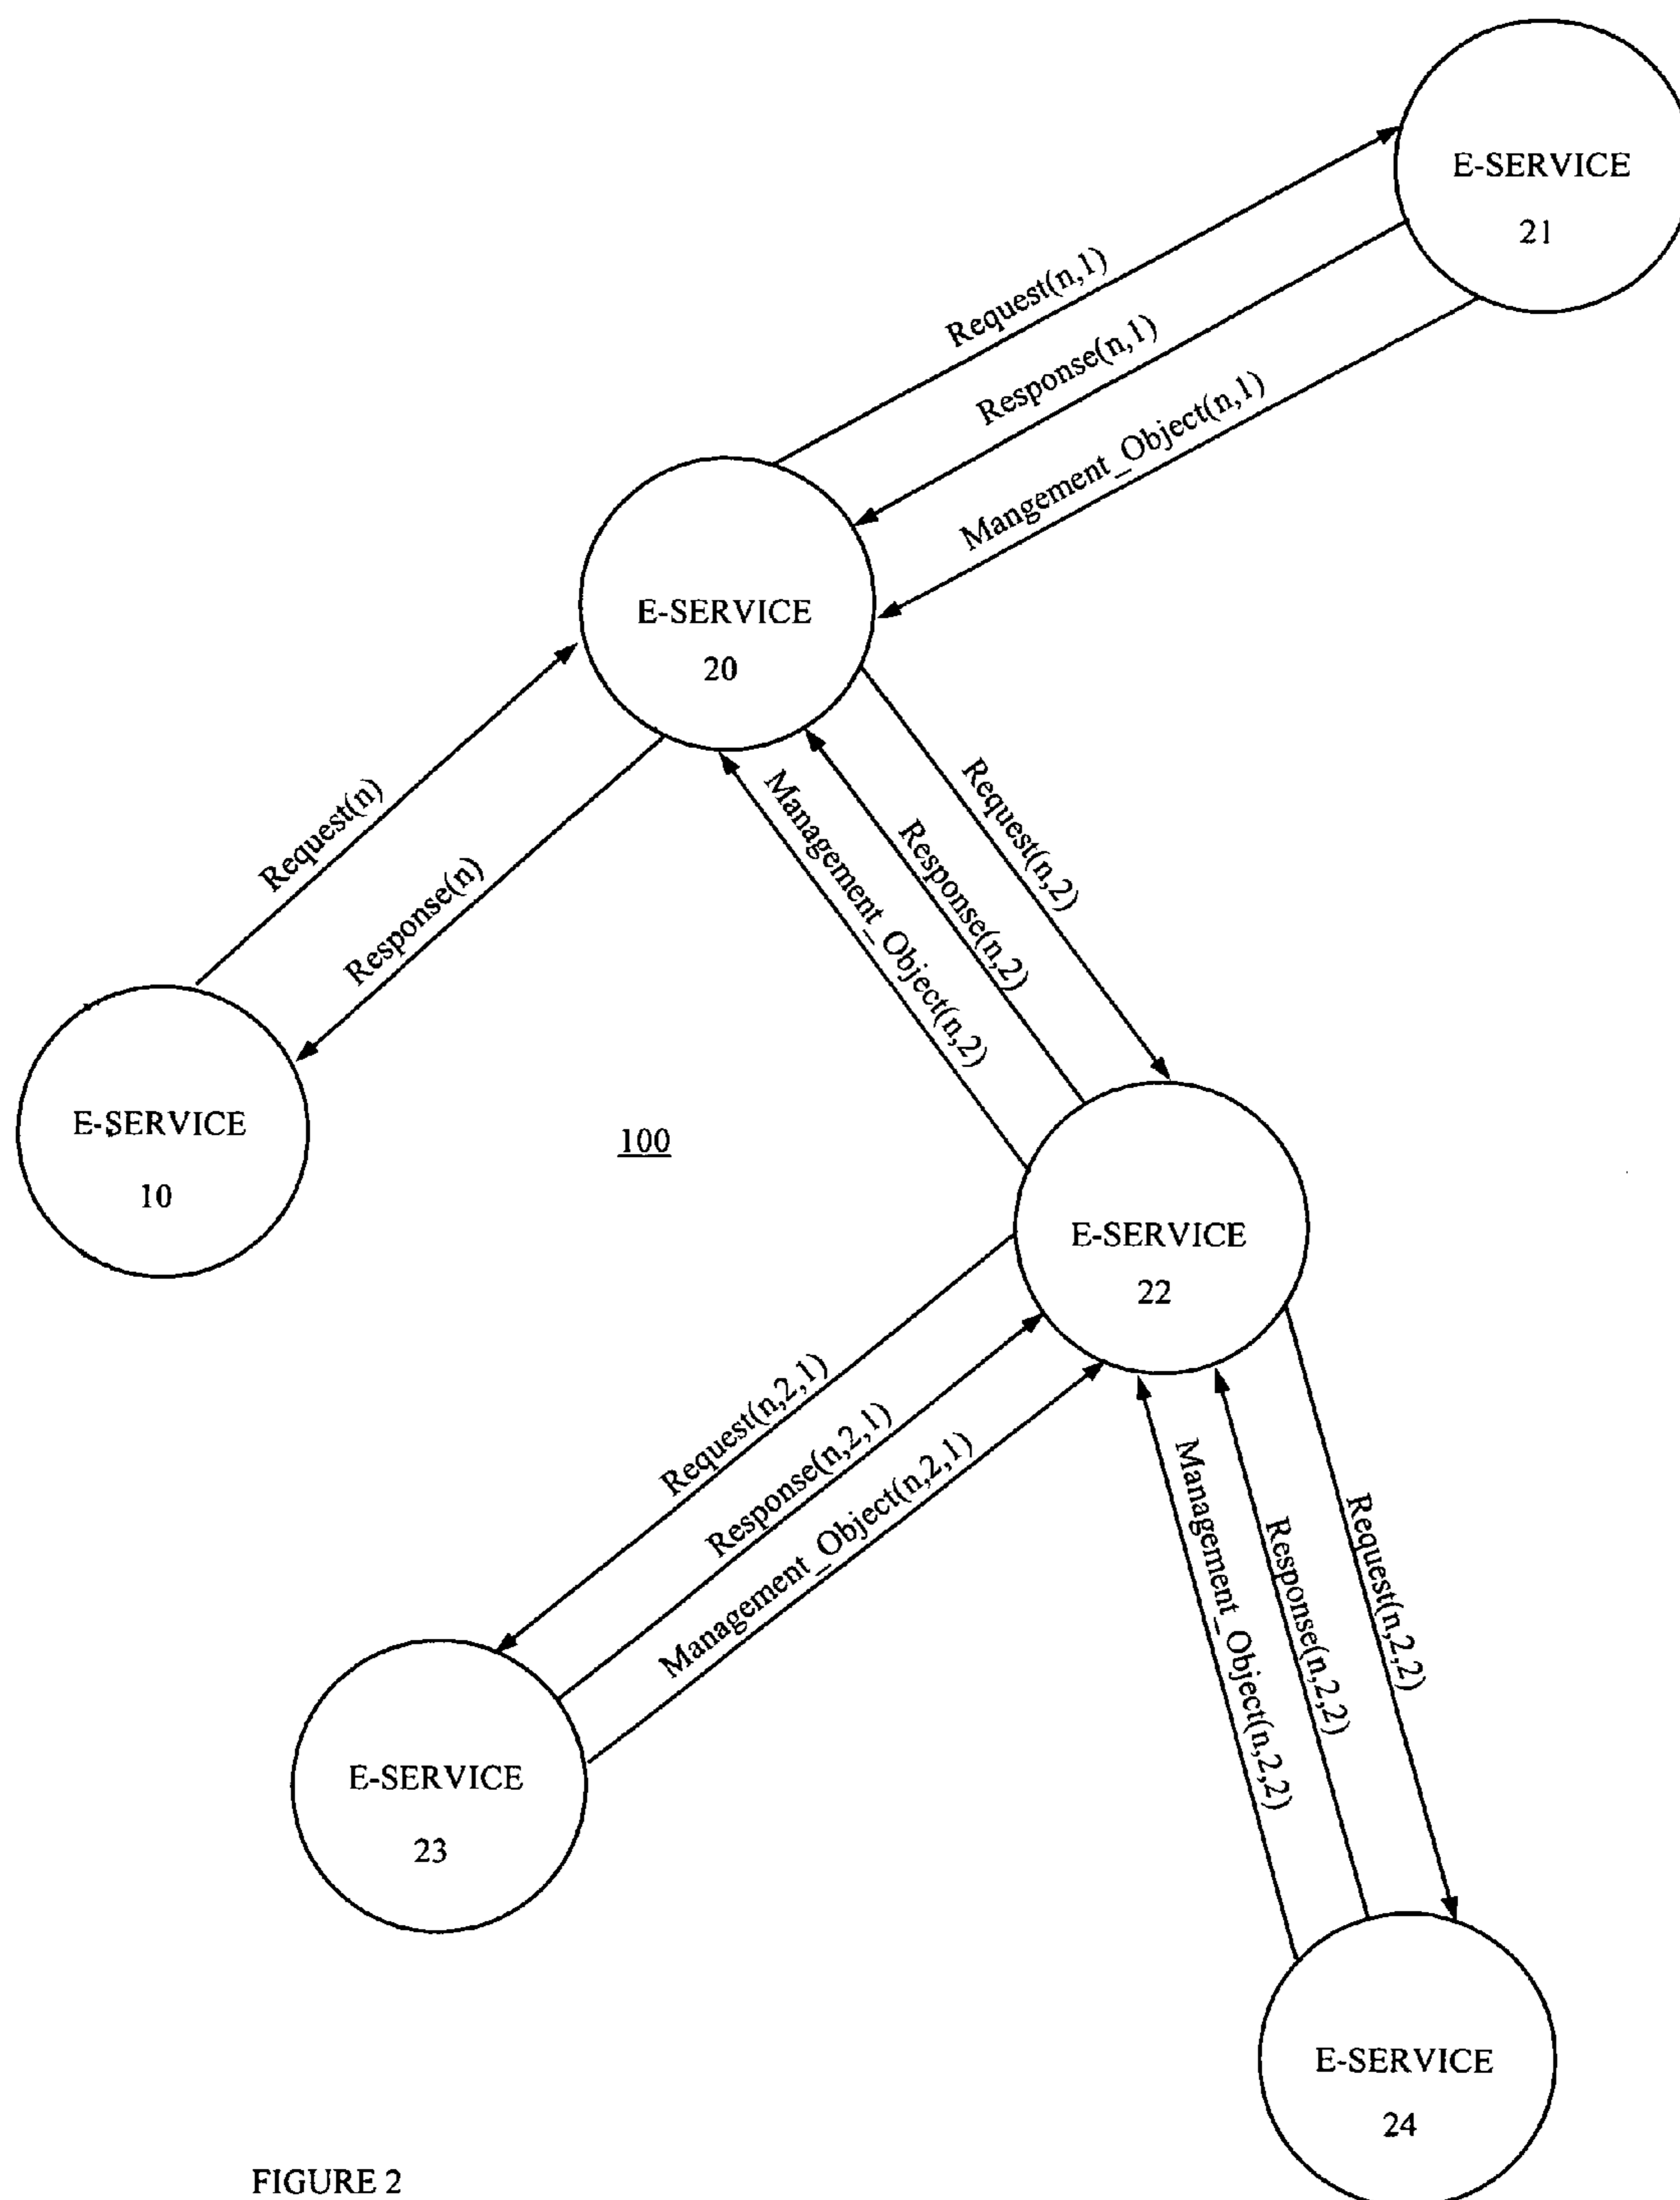 E-SERVICE
21
Request(n,1)
Response(n,1)
Mangement_Object(n,1)
E-SERVICE
20
Request(n)
Response(n)
Management_Object(n,2)
Response(n,2)
Request(n,2)
E-SERVICE
10
100
E-SERVICE
22
Request(n,2,1)
Response(n,2,1)
Management_Object(n,2,1)
Management_Object(n,2,2)
Response(n,2,2)
Request(n,2,2)
E-SERVICE
23
E-SERVICE
24
FIGURE 2